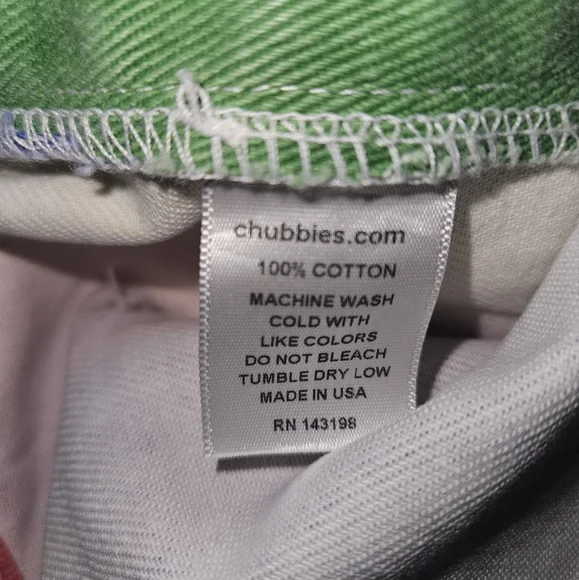 chubbies.com
100% COTTON
MACHINE WASH
COLD WITH
LIKE COLORS
DO NOT BLEACH
TUMBLE DRY LOW
MADE IN USA
RN 143198